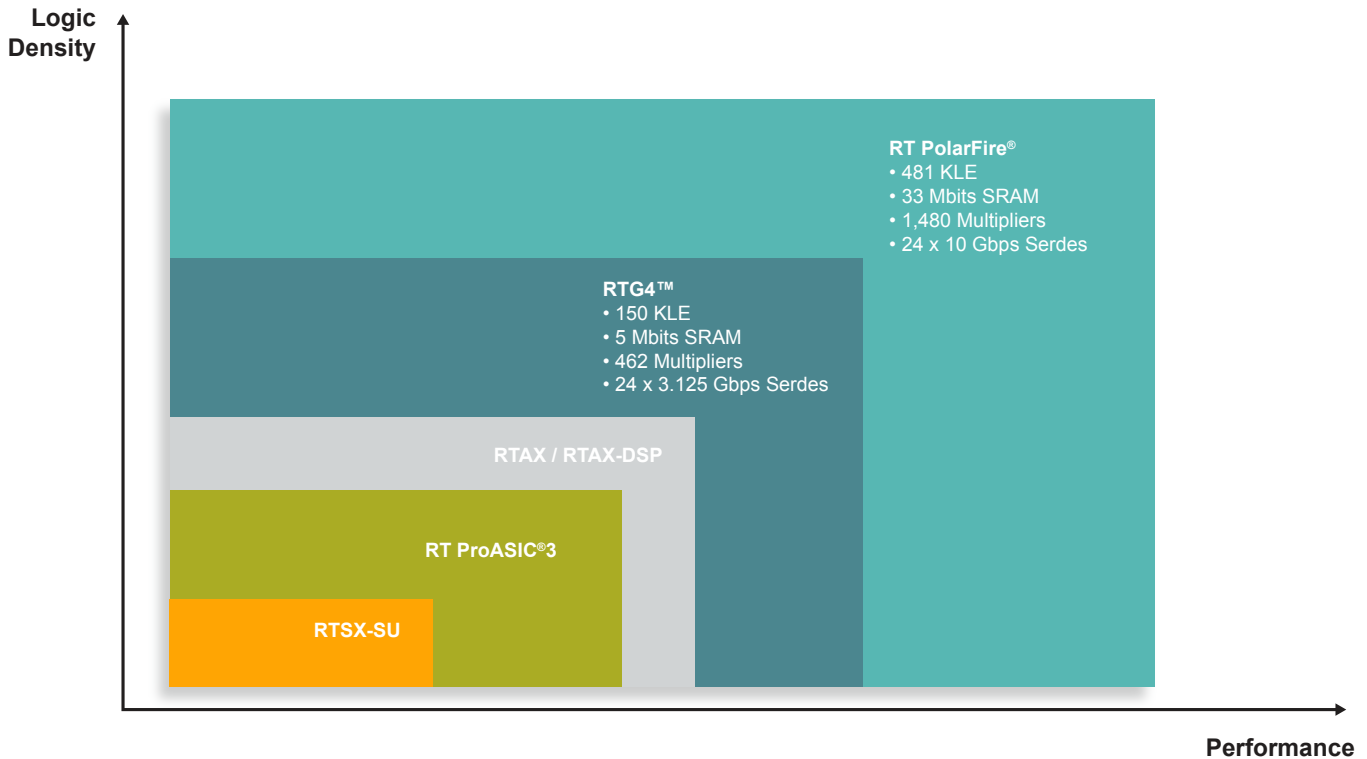 Logic
Density
RT PolarFire®
• 481 KLE
• 33 Mbits SRAM
• 1,480 Multipliers
• 24 x 10 Gbps Serdes
RTG4™
• 150 KLE
• 5 Mbits SRAM
• 462 Multipliers
• 24 x 3.125 Gbps Serdes
RTAX / RTAX-DSP
RT ProASIC®3
RTSX-SU
Performance